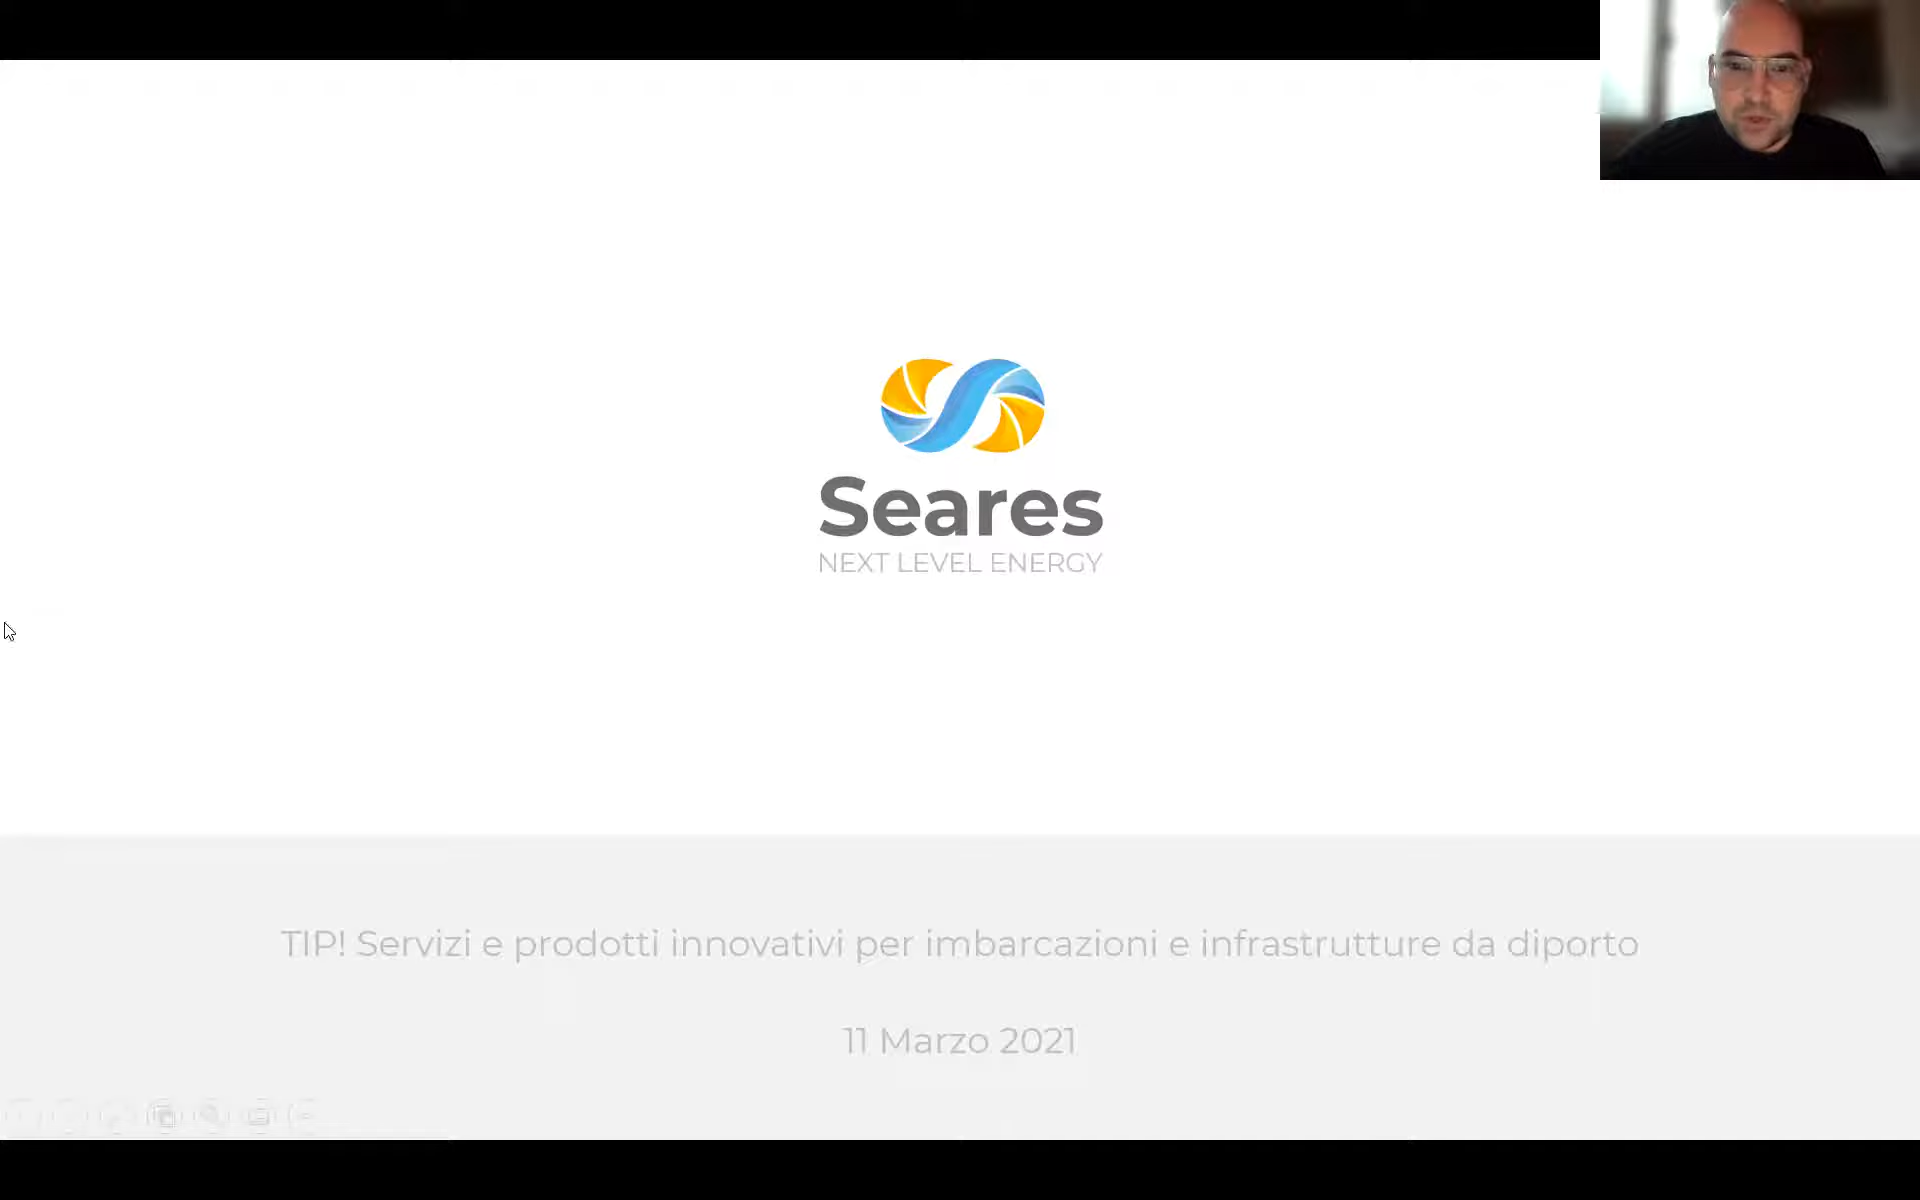 Seares
NEXT LEVEL ENERGY
TIP! Servizi e prodotti innovativi per imbarcazioni e infrastrutture da diporto
11 Marzo 2021